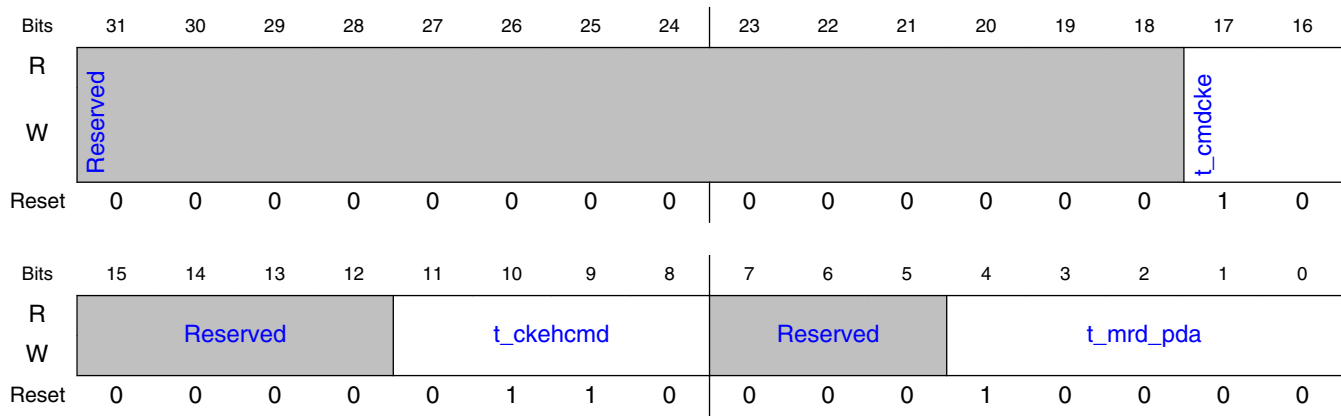 Bits 31 30 29 28 27 26 25 24 23 22 21 20 19 18 17 16
R
Reserved t_cmdcke
W
Reset 0 0 0 0 0 0 0 0 0 0 0 0 0 0 1 0
Bits 15 14 13 12 11 10 9 8 7 6 5 4 3 2 1 0
R
Reserved t_ckehcmd Reserved t_mrd_pda
W
Reset 0 0 0 0 0 1 1 0 0 0 0 1 0 0 0 0